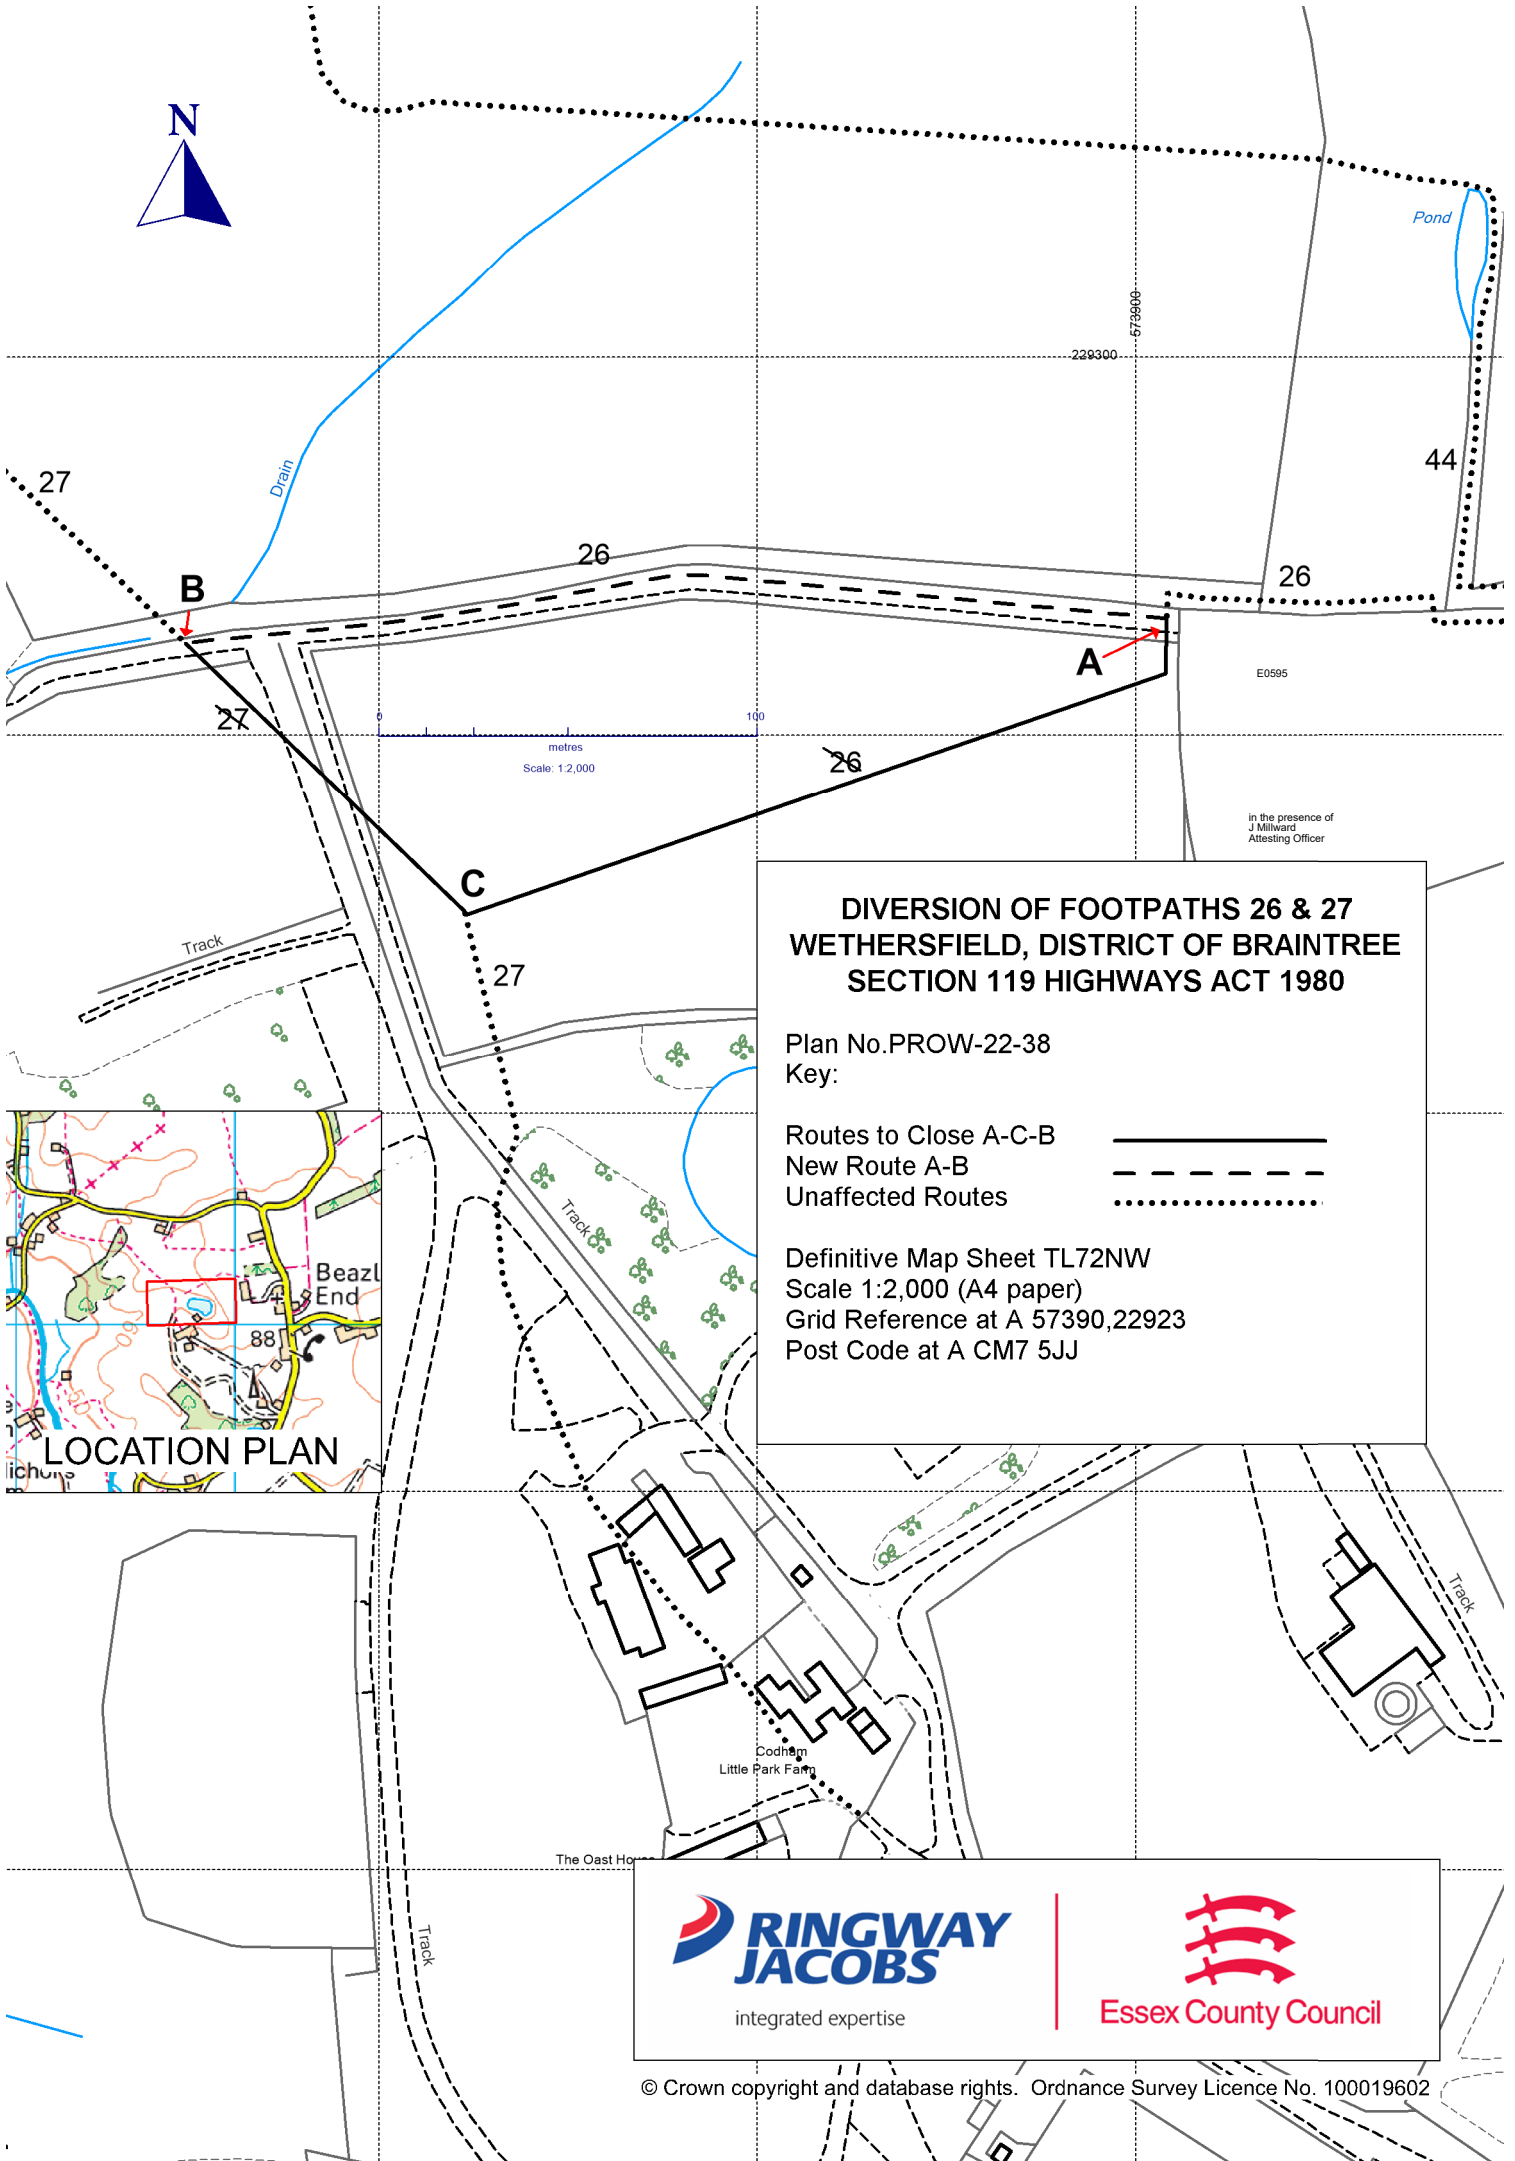 N
Pond
573900
229300
27
Drain
44
26
26
B
A
E0595
27
0
100
metres
Scale: 1:2,000
26
in the presence of
J Millward
Attesting Officer
C
27
Track
DIVERSION OF FOOTPATHS 26 & 27
WETHERSFIELD, DISTRICT OF BRAINTREE
SECTION 119 HIGHWAYS ACT 1980
Plan No.PROW-22-38
Key:
Routes to Close A-C-B
New Route A-B
Unaffected Routes
Definitive Map Sheet TL72NW
Scale 1:2,000 (A4 paper)
Grid Reference at A 57390,22923
Post Code at A CM7 5JJ
Track
Beazl
End
60
88
50
LOCATION PLAN
Track
Codham
Little Park Farm
The Oast
Track
RINGWAY
JACOBS
integrated expertise
Essex County Council
© Crown copyright and database rights. Ordnance Survey Licence No. 100019602